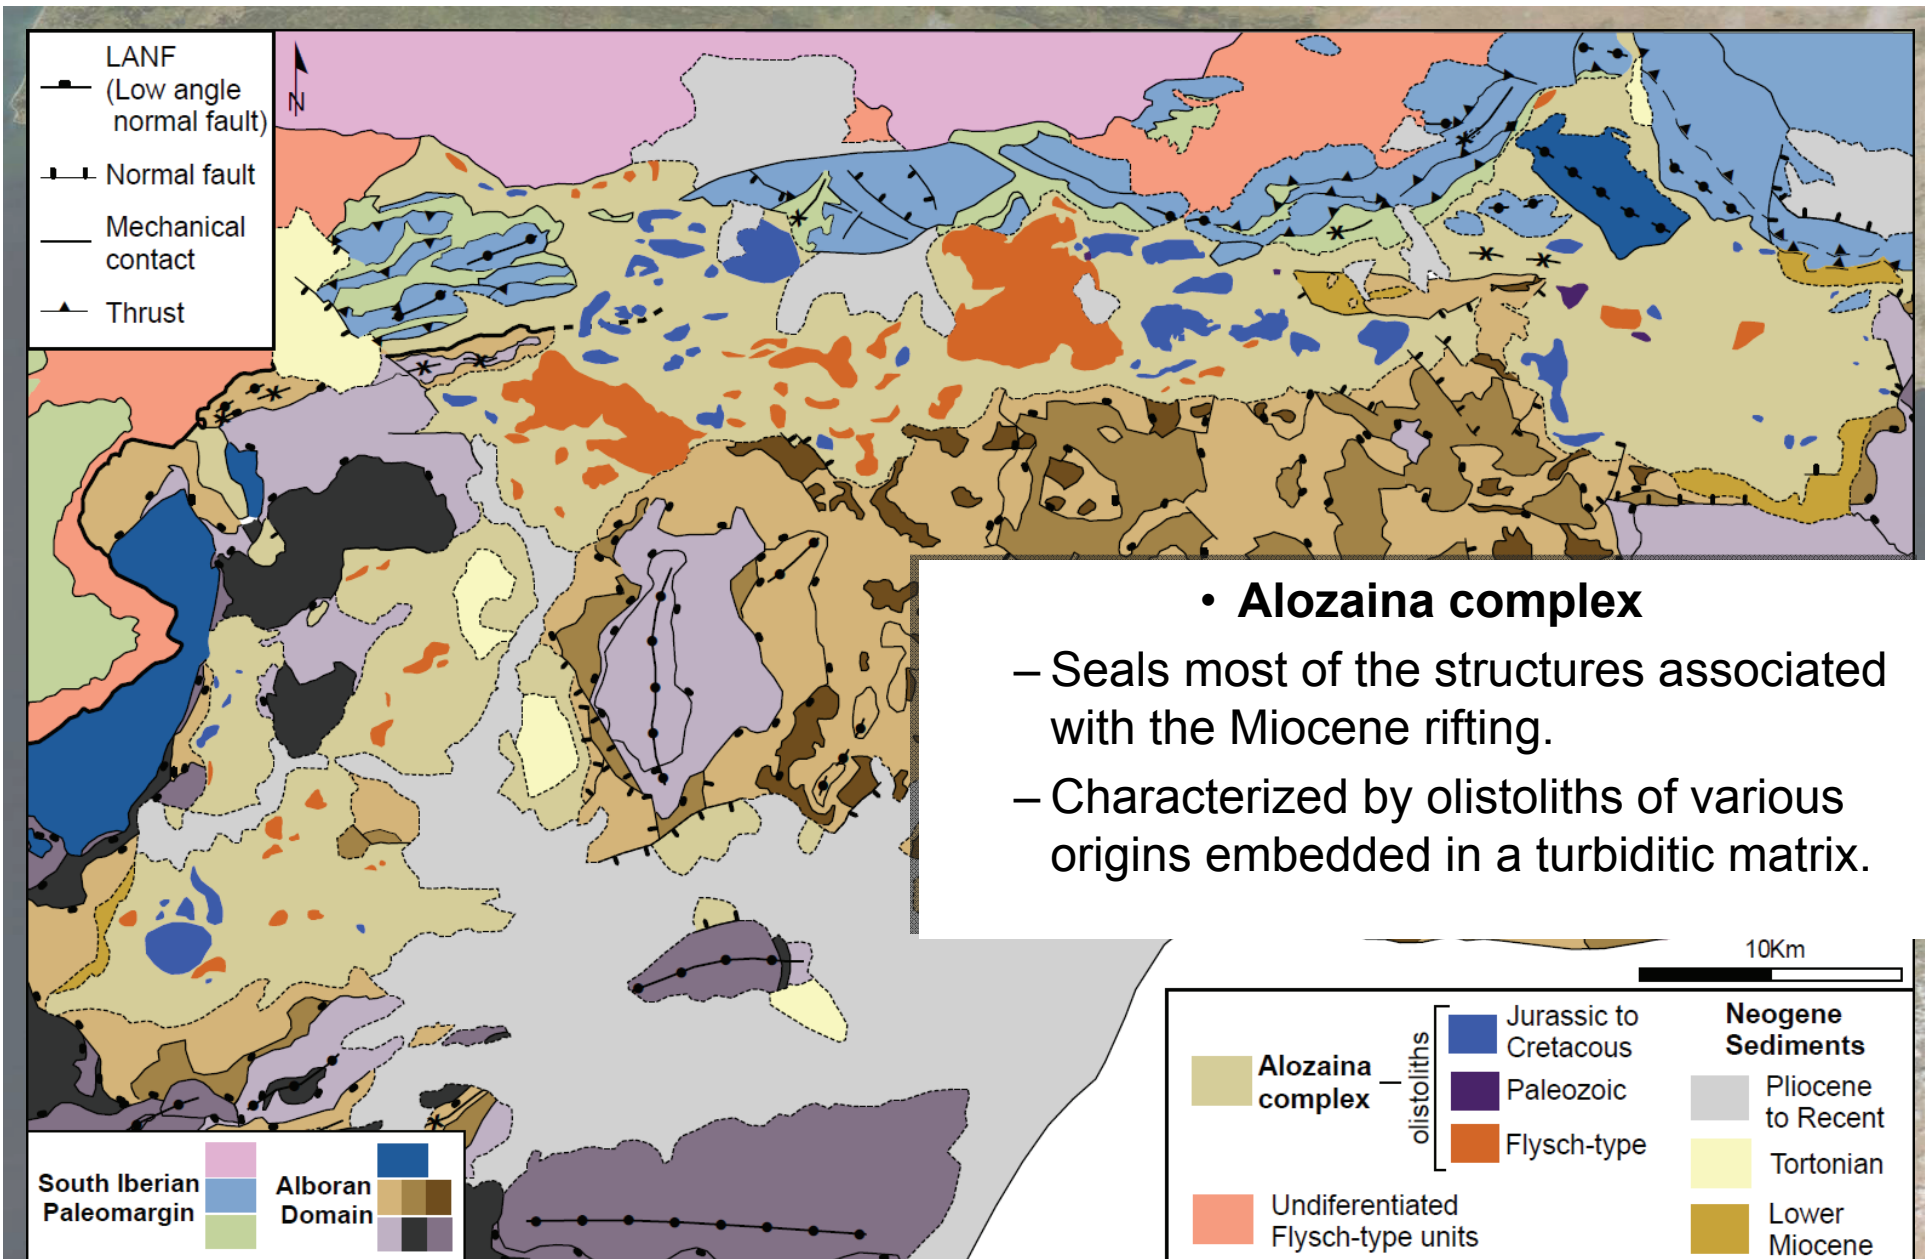 LANF
(Low angle
normal fault)
Normal fault
Mechanical
contact
Thrust
N
• Alozaina complex
– Seals most of the structures associated
with the Miocene rifting.
– Characterized by olistoliths of various
origins embedded in a turbiditic matrix.
10Km
Alozaina
complex
olistoliths
Jurassic to
Cretacous
Paleozoic
Flysch-type
Undiferentiated
Flysch-type units
Neogene
Sediments
Pliocene
to Recent
Tortonian
Lower
Miocene
South Iberian
Paleomargin
Alboran
Domain